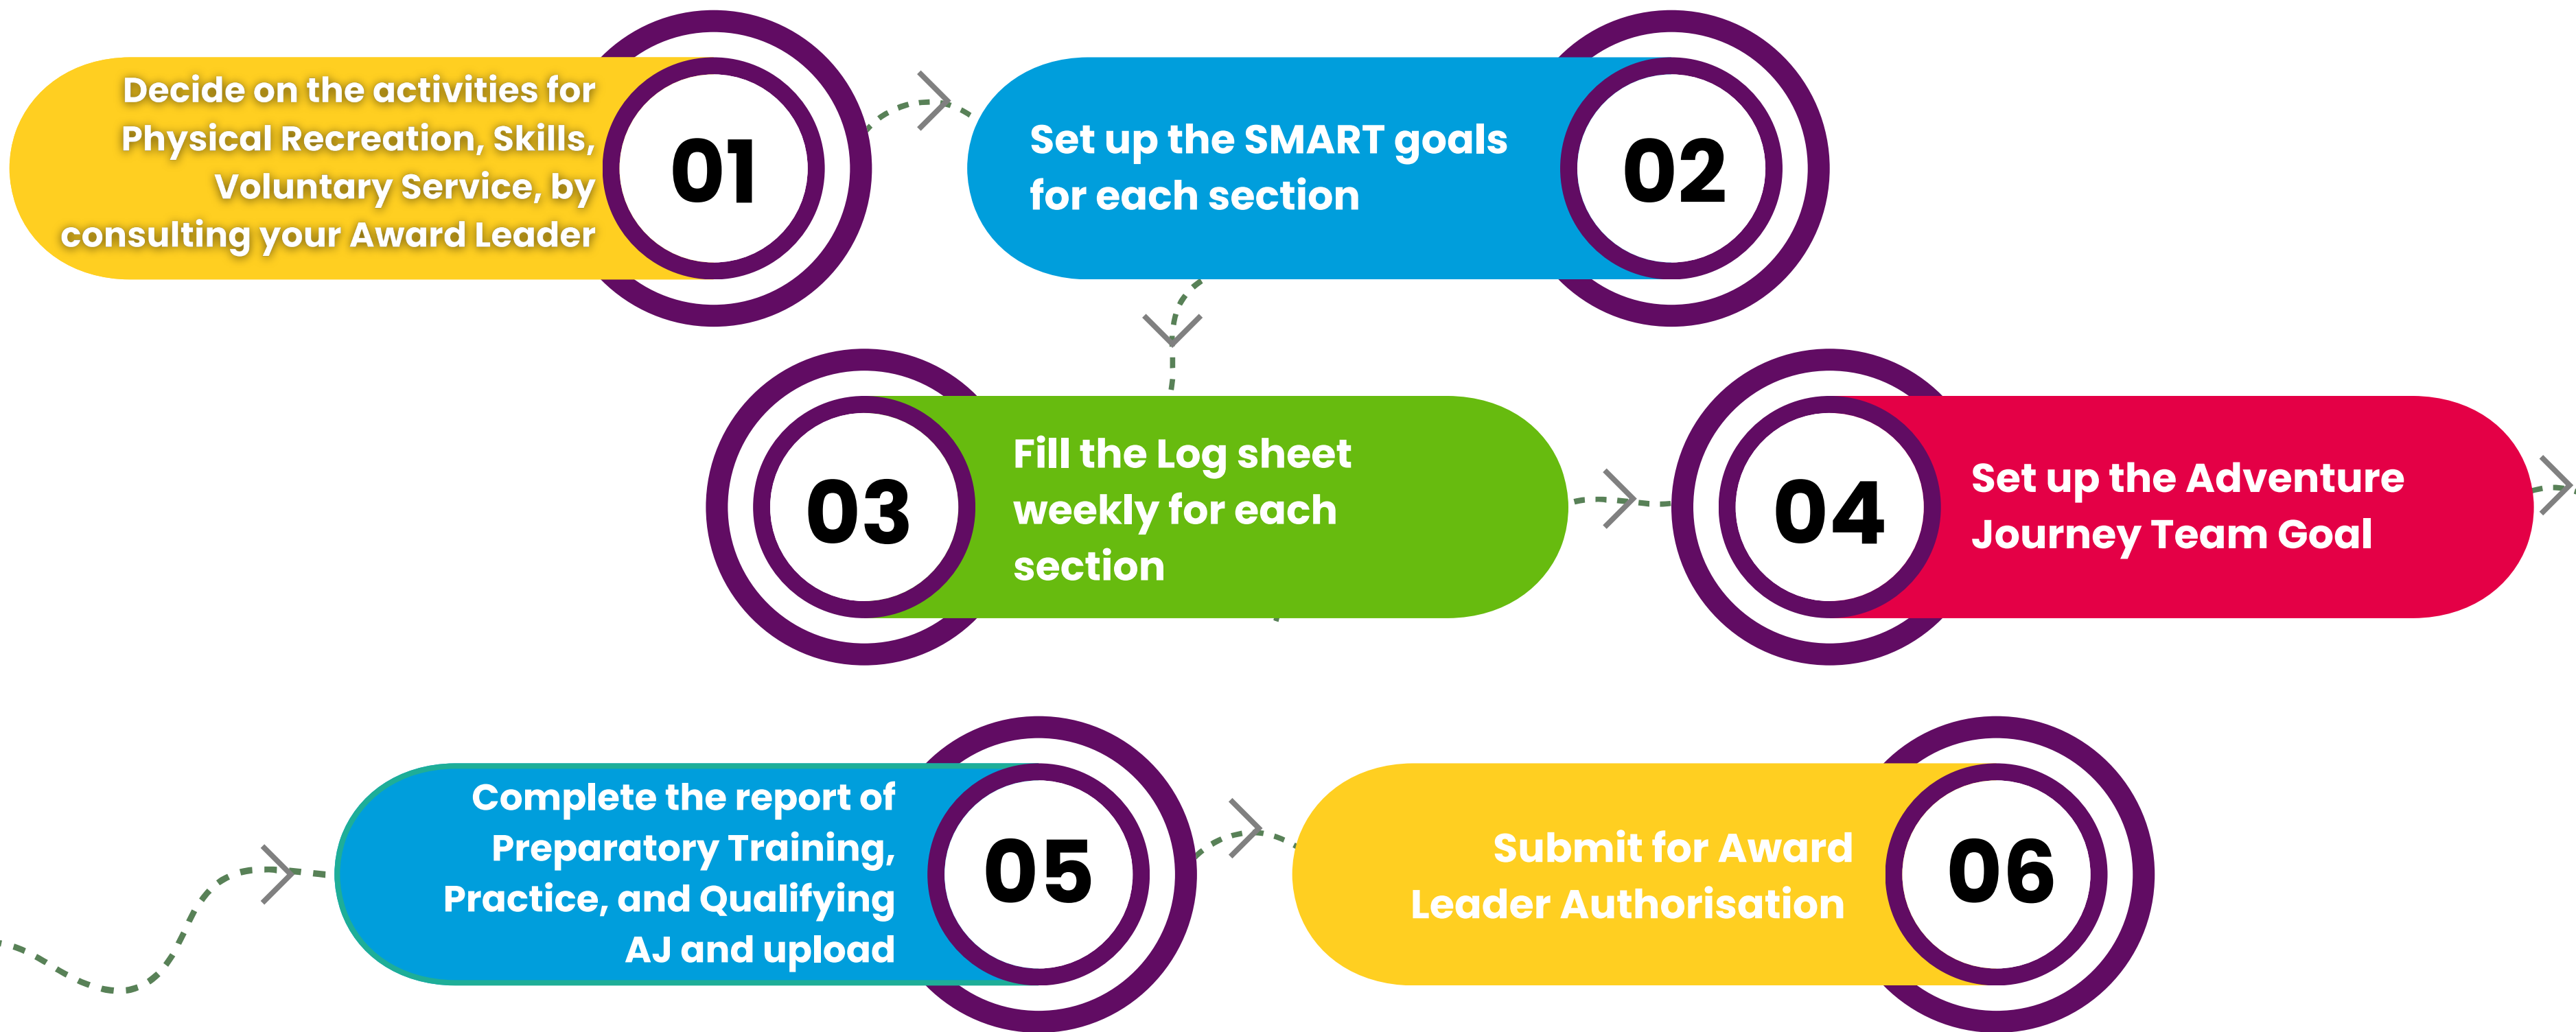 Decide on the activities for
Physical Recreation, Skills,
Voluntary Service, by
consulting your Award Leader
01
Set up the SMART goals
for each section
02
03
Fill the Log sheet
weekly for each
section
04
Set up the Adventure
Journey Team Goal
Complete the report of
Preparatory Training,
Practice, and Qualifying
AJ and upload
05
Submit for Award
Leader Authorisation
06